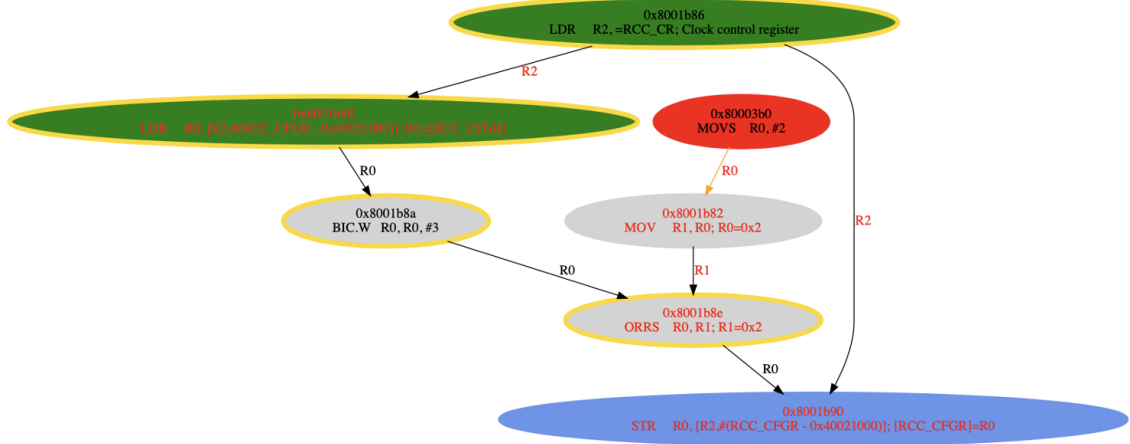 0x8001b86
LDR R2, =RCC_CR; Clock control register
R2
0x8001b88
LDR R0, [R2,#(RCC_CFGR - 0x40021000)]; R0=[RCC_CFGR]
0x80003b0
MOVS R0, #2
R0
R0
R2
0x8001b8a
BIC.W R0, R0, #3
0x8001b82
MOV R1, R0; R0=0x2
R0
R1
0x8001b8e
ORRS R0, R1; R1=0x2
R0
0x8001b90
STR R0, [R2,#(RCC_CFGR - 0x40021000)]; [RCC_CFGR]=R0